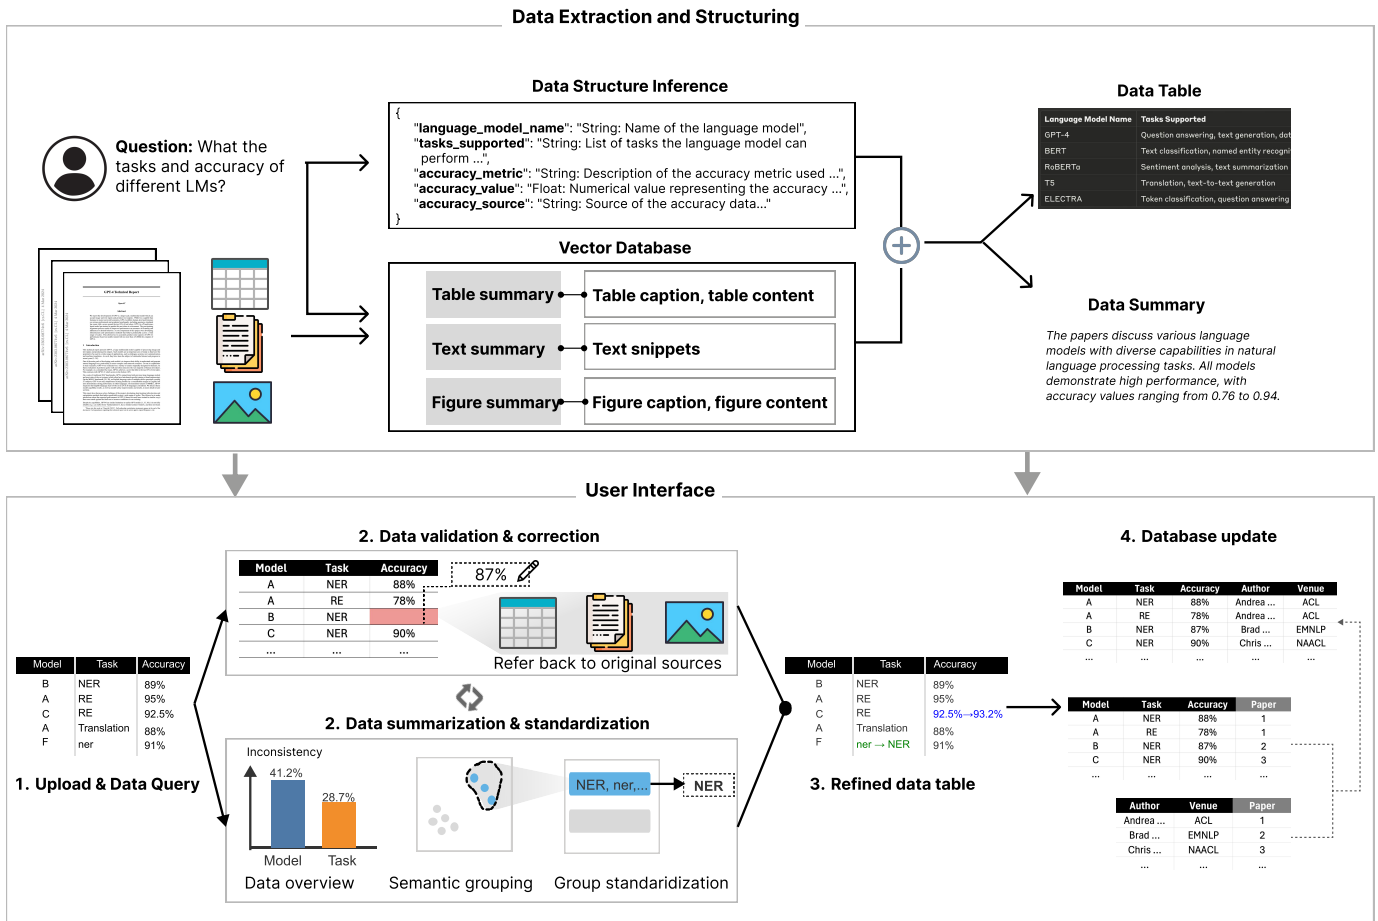 Data Extraction and Structuring
Question: What the
tasks and accuracy of
different LMs?
GPT-4 Technical Report
Data Structure Inference
{
"language_model_name": "String: Name of the language model",
"tasks_supported": "String: List of tasks the language model can
perform ...",
"accuracy_metric": "String: Description of the accuracy metric used ...",
"accuracy_value": "Float: Numerical value representing the accuracy ...",
"accuracy_source": "String: Source of the accuracy data..."
}
Vector Database
Table summary Table caption, table content
Text summary Text snippets
Figure summary Figure caption, figure content
Data Table
Language Model Name Tasks Supported
GPT-4 Question answering, text generation, dat
BERT Text classification, named entity recogni
RoBERTa Sentiment analysis, text summarization
T5 Translation, text-to-text generation
ELECTRA Token classification, question answering
Data Summary
The papers discuss various language
models with diverse capabilities in natural
language processing tasks. All models
demonstrate high performance, with
accuracy values ranging from 0.76 to 0.94.
User Interface
Model Task Accuracy
B NER 89%
A RE 95%
C RE 92.5%
A Translation 88%
F ner 91%
1. Upload & Data Query
2. Data validation & correction
Model Task Accuracy
A NER 88%
A RE 78%
B NER
C NER 90%
... ... ...
87%
Refer back to original sources
2. Data summarization & standardization
Inconsistency
41.2%
28.7%
Model Task
Data overview
Semantic grouping
NER, ner,... NER
Group standaridization
Model Task Accuracy
B NER 89%
A RE 95%
C RE 92.5%→93.2%
A Translation 88%
F ner → NER 91%
3. Refined data table
4. Database update
Model Task Accuracy Author Venue
A NER 88% Andrea ... ACL
A RE 78% Andrea ... ACL
B NER 87% Brad ... EMNLP
C NER 90% Chris ... NAACL
... ... ... ... ...
Model Task Accuracy Paper
A NER 88% 1
A RE 78% 1
B NER 87% 2
C NER 90% 3
... ... ... ...
Author Venue Paper
Andrea ... ACL 1
Brad ... EMNLP 2
Chris ... NAACL 3
... ... ...